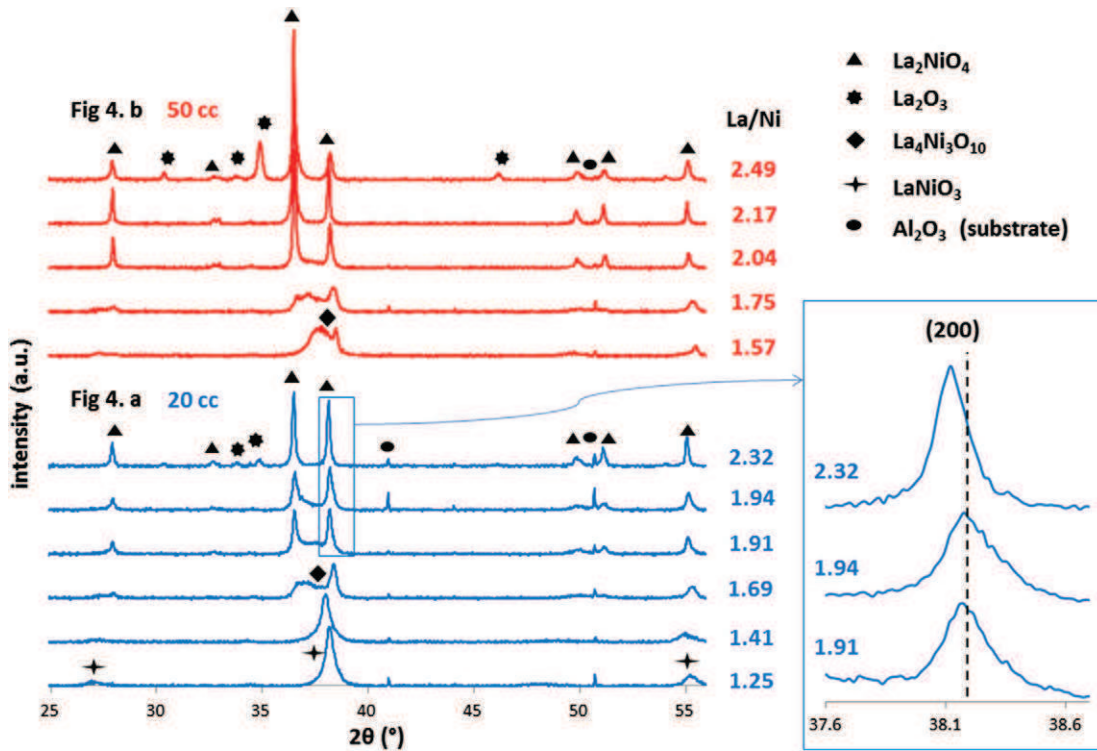 La₂NiO₄
La₂O₃
La₄Ni₃O₁₀
LaNiO₃
Al₂O₃ (substrate)
Fig 4. b 50 cc
La/Ni
2.49
2.17
2.04
1.75
1.57
Fig 4. a 20 cc
2.32
1.94
1.91
1.69
1.41
1.25
intensity (a.u.)
25 30 35 40 45 50 55
2θ (°)
(200)
2.32
1.94
1.91
37.6 38.1 38.6